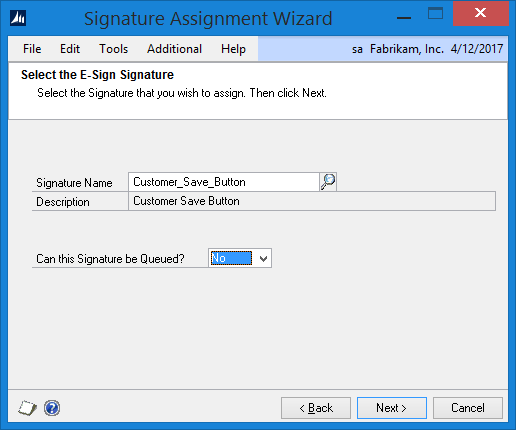 Signature Assignment Wizard
File Edit Tools Additional Help sa Fabrikam, Inc. 4/12/2017
Select the E-Sign Signature
Select the Signature that you wish to assign. Then click Next.
Signature Name Customer_Save_Button
Description Customer Save Button
Can this Signature be Queued? No
< Back Next > Cancel